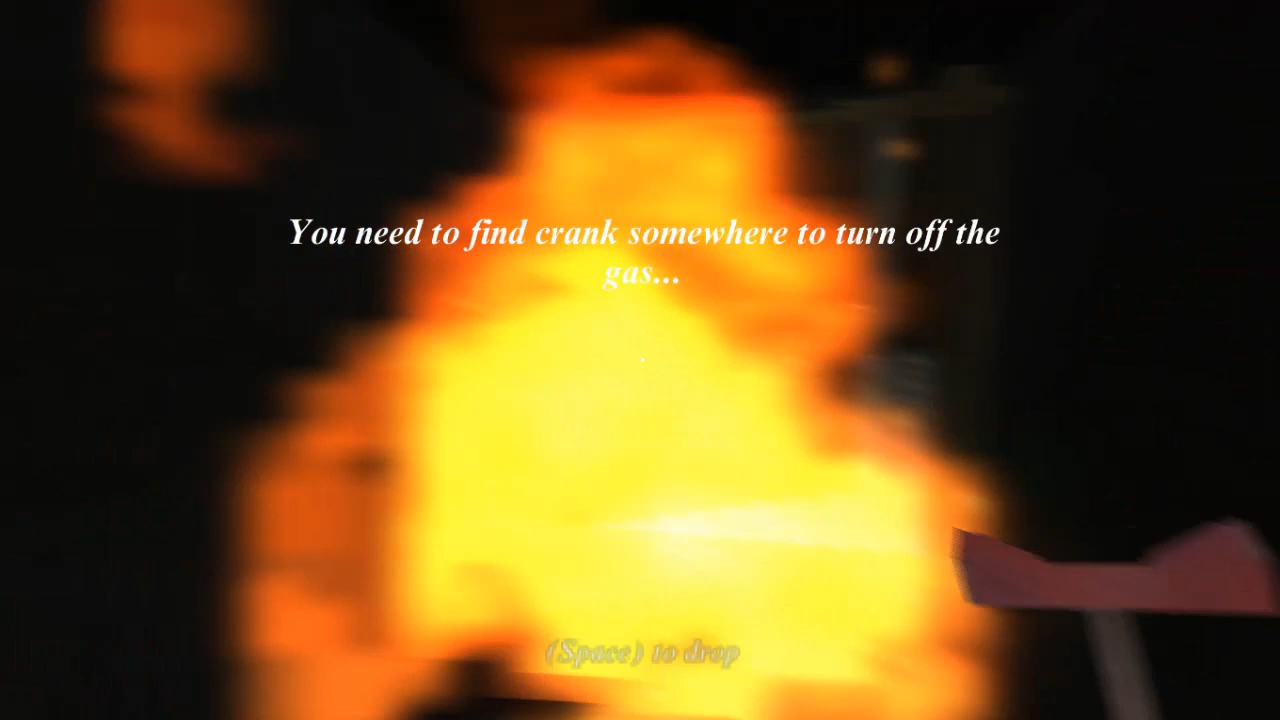 You need to find crank somewhere to turn off the
gas...
(Space) to drop